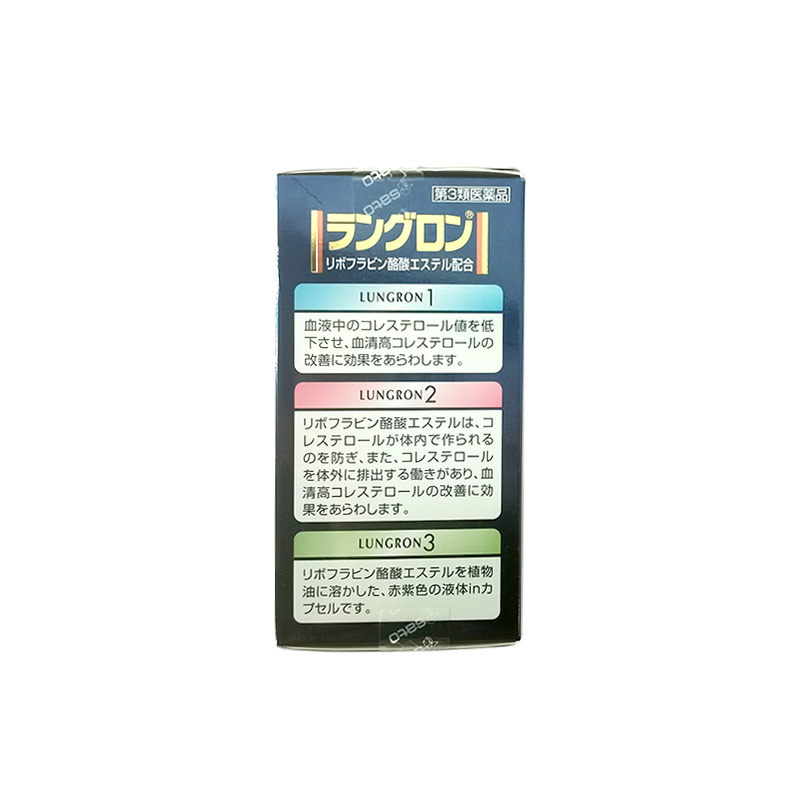 sato
sato
第3類医薬品
ラングロン®
リボフラビン酪酸エステル配合
LUNGRON 1
血液中のコレステロール値を低
下させ、血清高コレステロールの
改善に効果をあらわします。
LUNGRON 2
リボフラビン酪酸エステルは、コ
レステロールが体内で作られる
のを防ぎ、また、コレステロール
を体外に排出する働きがあり、血
清高コレステロールの改善に効
果をあらわします。
LUNGRON 3
リボフラビン酪酸エステルを植物
油に溶かした、赤紫色の液体inカ
プセルです。
sato
sato